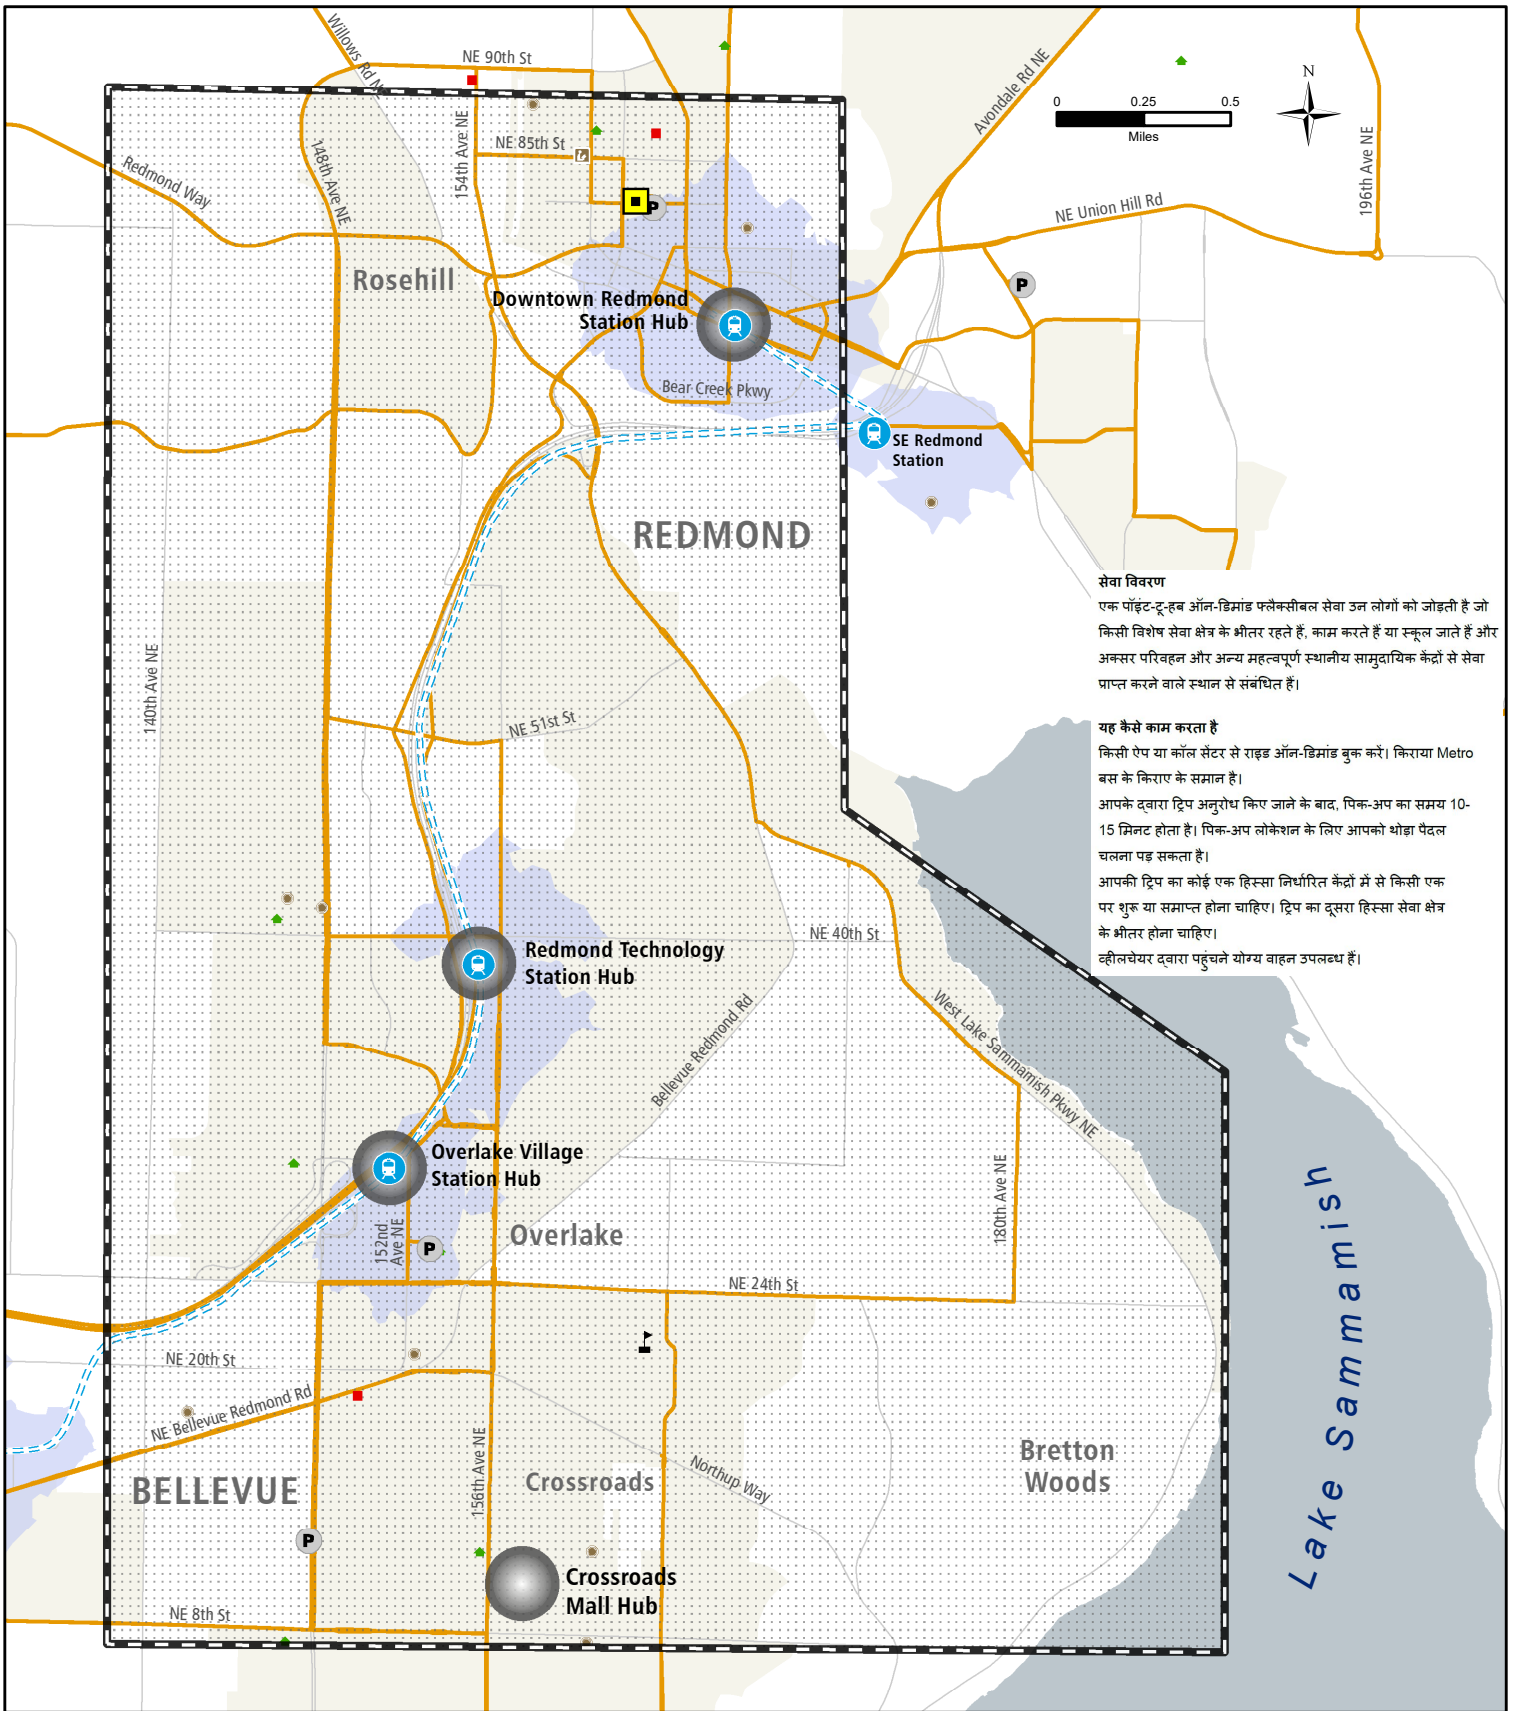 Willows Rd N
NE 90th St
Avondale Rd NE
N
0 0.25 0.5
Miles
196th Ave NE
154th Ave NE
NE 85th St
148th Ave NE
Redmond Way
NE Union Hill Rd
Rosehill
P
P
Downtown Redmond
Station Hub
Bear Creek Pkwy
SE Redmond
Station
REDMOND
सेवा विवरण
एक पॉइंट-टू-हब ऑन-डिमांड फ्लैक्सीबल सेवा उन लोगों को जोड़ती है जो
किसी विशेष सेवा क्षेत्र के भीतर रहते हैं, काम करते हैं या स्कूल जाते हैं और
अक्सर परिवहन और अन्य महत्वपूर्ण स्थानीय सामुदायिक केंद्रों से सेवा
प्राप्त करने वाले स्थान से संबंधित हैं।
यह कैसे काम करता है
किसी ऐप या कॉल सेंटर से राइड ऑन-डिमांड बुक करें। किराया Metro
बस के किराए के समान है।
आपके द्वारा ट्रिप अनुरोध किए जाने के बाद, पिक-अप का समय 10-
15 मिनट होता है। पिक-अप लोकेशन के लिए आपको थोड़ा पैदल
चलना पड़ सकता है।
आपकी ट्रिप का कोई एक हिस्सा निर्धारित केंद्रों में से किसी एक
पर शुरू या समाप्त होना चाहिए। ट्रिप का दूसरा हिस्सा सेवा क्षेत्र
के भीतर होना चाहिए।
व्हीलचेयर द्वारा पहुंचने योग्य वाहन उपलब्ध हैं।
140th Ave NE
NE 51st St
NE 40th St
Redmond Technology
Station Hub
West Lake Sammamish Pkwy NE
Bellevue Redmond Rd
Overlake Village
Station Hub
152nd
Ave NE
P
Overlake
180th Ave NE
NE 24th St
Lake Sammamish
NE 20th St
NE Bellevue Redmond Rd
BELLEVUE
156th Ave NE
Crossroads
Northup Way
Bretton
Woods
P
Crossroads
Mall Hub
NE 8th St